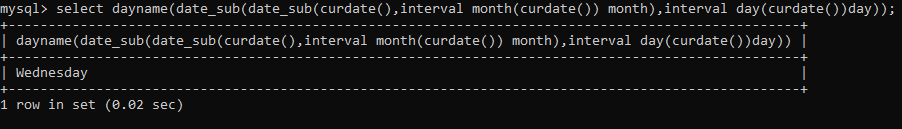 mysql> select dayname(date_sub(date_sub(curdate(),interval month(curdate()) month),interval day(curdate())day));
+--------------------------------------------------------------------------------------------------+
| dayname(date_sub(date_sub(curdate(),interval month(curdate()) month),interval day(curdate())day)) |
+--------------------------------------------------------------------------------------------------+
| Wednesday |
+--------------------------------------------------------------------------------------------------+
1 row in set (0.02 sec)